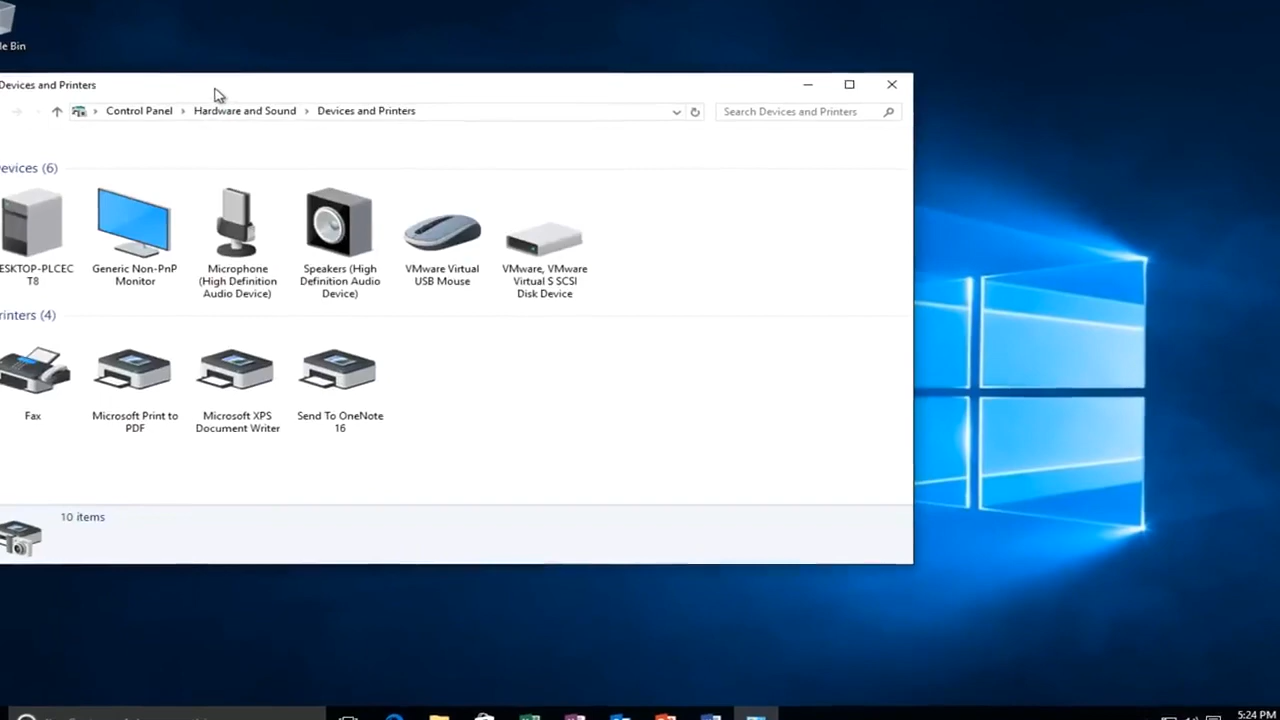 le Bin
Devices and Printers
Control Panel > Hardware and Sound > Devices and Printers
Search Devices and Printers
evices (6)
ESKTOP-PLCEC
T8
Generic Non-PnP
Monitor
Microphone
(High Definition
Audio Device)
Speakers (High
Definition Audio
Device)
VMware Virtual
USB Mouse
VMware, VMware
Virtual S SCSI
Disk Device
rinters (4)
Fax
Microsoft Print to
PDF
Microsoft XPS
Document Writer
Send To OneNote
16
10 items
5:24 PM